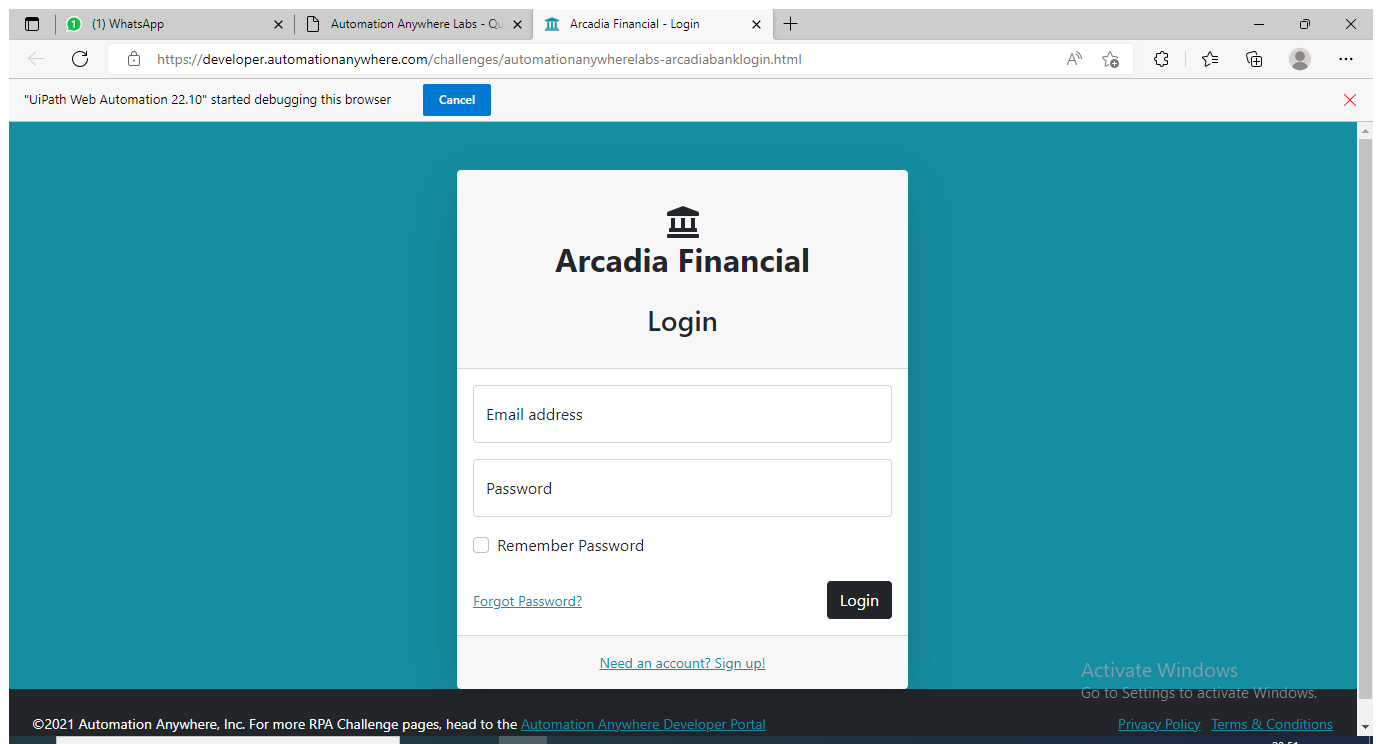 1 (1) WhatsApp
Automation Anywhere Labs - Qu
Arcadia Financial - Login
https://developer.automationanywhere.com/challenges/automationanywherelabs-arcadiabanklogin.html
"UiPath Web Automation 22.10" started debugging this browser
Cancel
Arcadia Financial
Login
Email address
Password
Remember Password
Forgot Password?
Login
Need an account? Sign up!
Activate Windows
Go to Settings to activate Windows.
©2021 Automation Anywhere, Inc. For more RPA Challenge pages, head to the Automation Anywhere Developer Portal
Privacy Policy Terms & Conditions